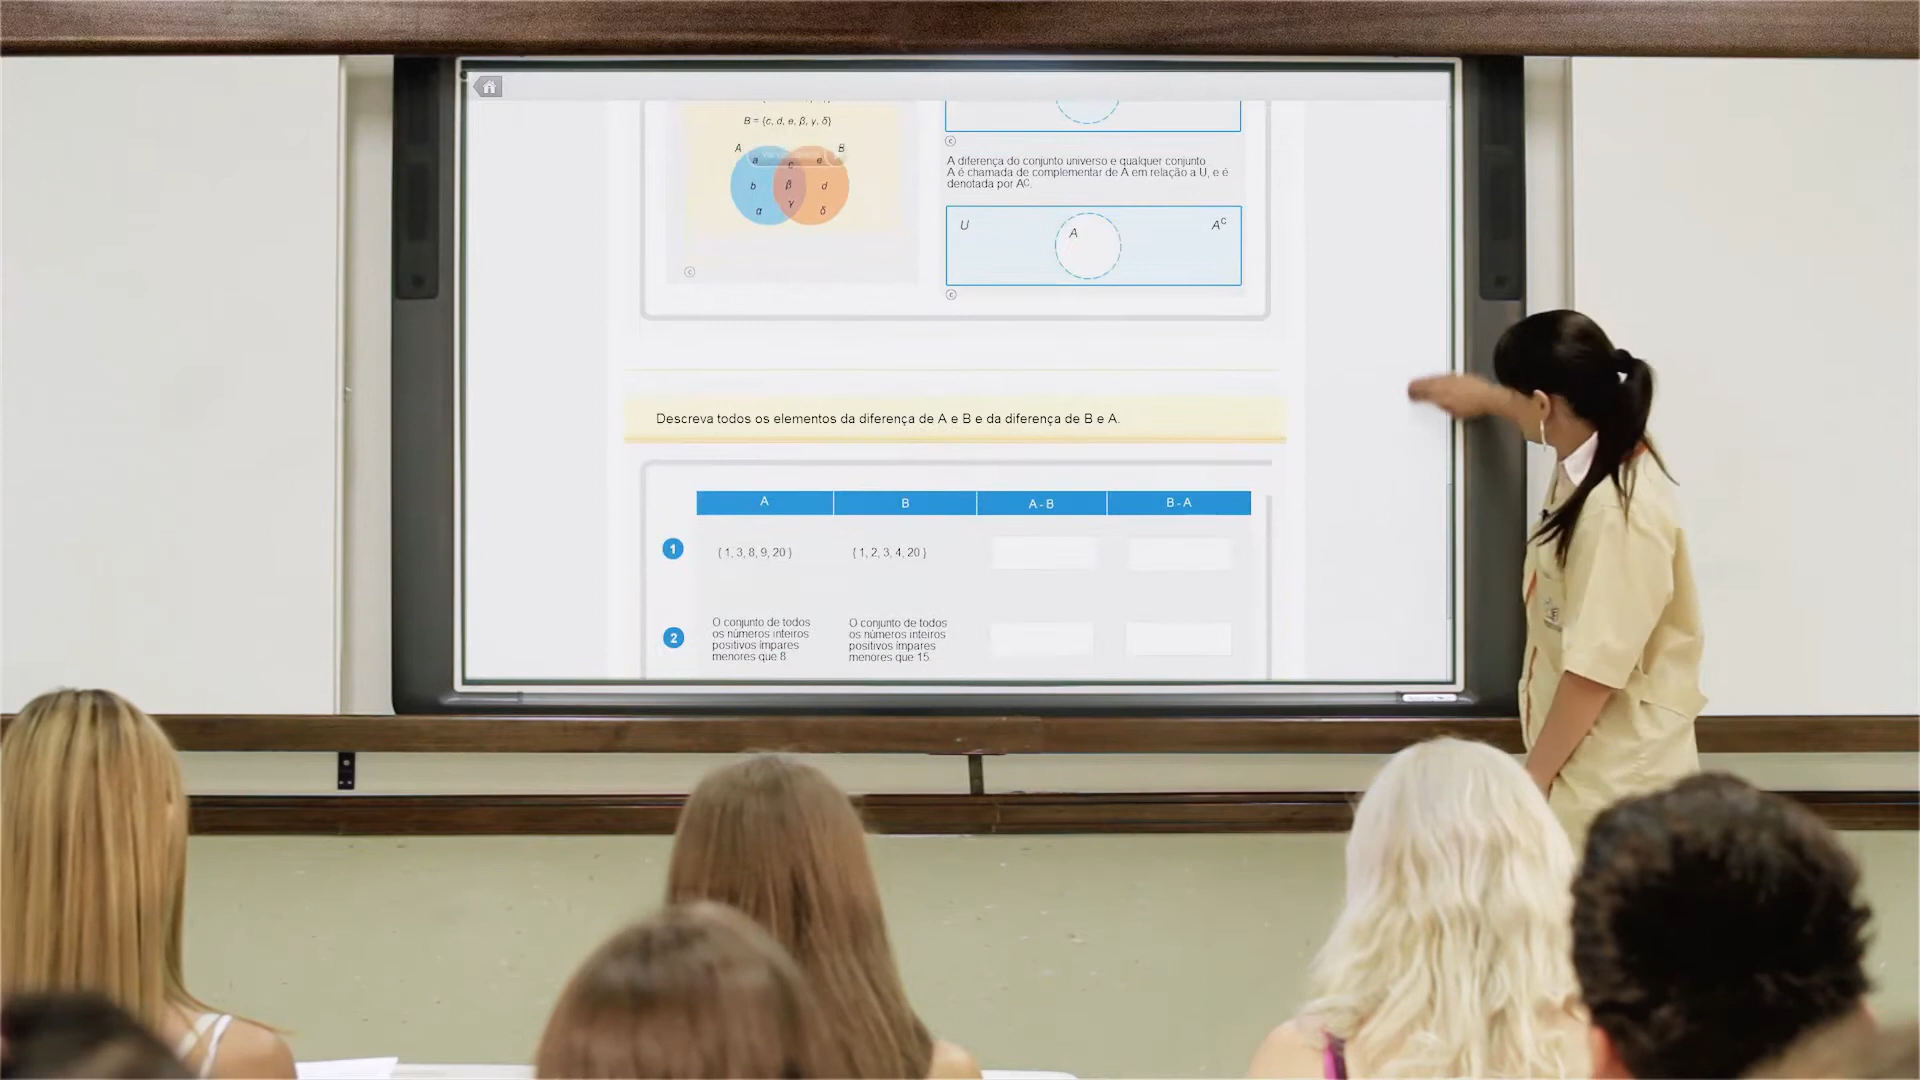 B = {c, d, e, β, γ, δ}
A B
a c e
b β d
α γ δ
©
©
A diferença do conjunto universo e qualquer conjunto
A é chamada de complementar de A em relação a U, e é
denotada por Aᶜ.
U A Aᶜ
©
Descreva todos os elementos da diferença de A e B e da diferença de B e A.
A B A - B B - A
1 { 1, 3, 8, 9, 20 } { 1, 2, 3, 4, 20 }
2
O conjunto de todos
os números inteiros
positivos ímpares
menores que 8
O conjunto de todos
os números inteiros
positivos ímpares
menores que 15